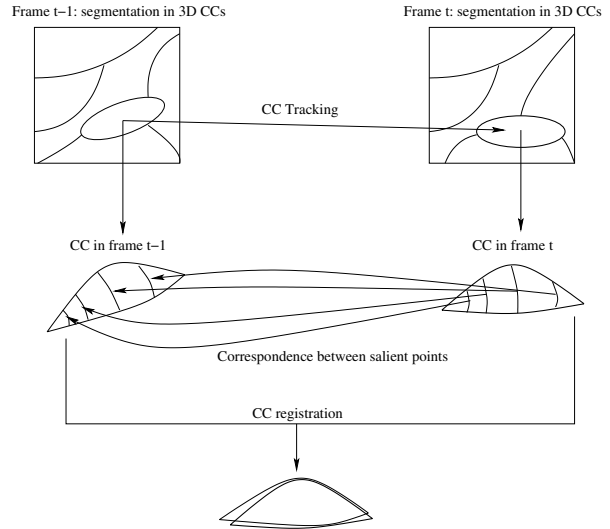 Frame t−1: segmentation in 3D CCs
Frame t: segmentation in 3D CCs
CC Tracking
CC in frame t−1
CC in frame t
Correspondence between salient points
CC registration